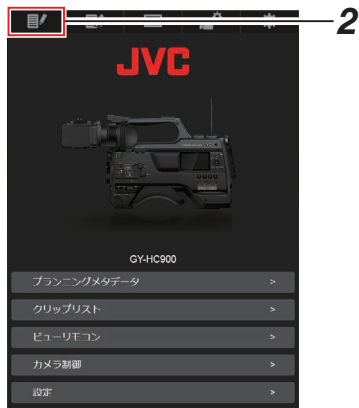 2
JVC
GY-HC900
プランニングメタデータ >
クリップリスト >
ビューリモコン >
カメラ制御 >
設定 >